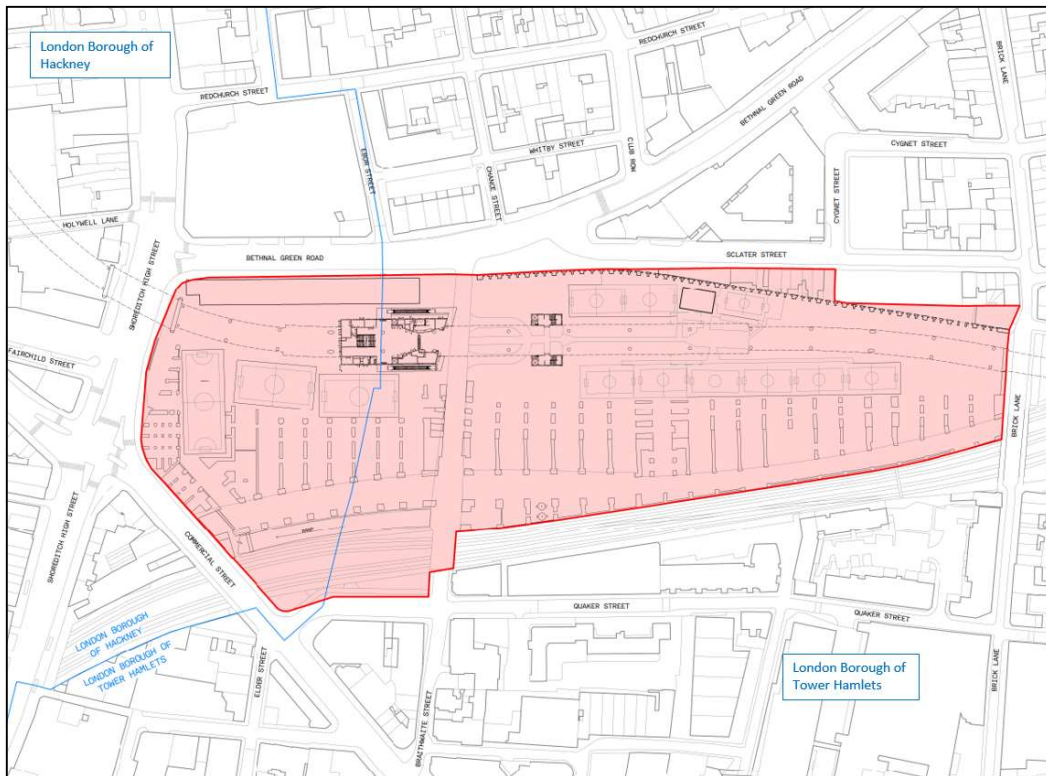 London Borough of
Hackney
REDCHURCH STREET
BRICK LANE
REDCHURCH STREET
BETHNAL GREEN ROAD
EBOR STREET
WHITBY STREET
CLUB ROW
CYGNET STREET
CHANCE STREET
CYGNET STREET
HOLYWELL LANE
SHOREDITCH HIGH STREET
BETHNAL GREEN ROAD
SCLATER STREET
FAIRCHILD STREET
BRICK LANE
RAMP
COMMERCIAL STREET
SHOREDITCH HIGH STREET
QUAKER STREET
QUAKER STREET
LONDON BOROUGH
OF HACKNEY
LONDON BOROUGH OF
TOWER HAMLETS
ELDER STREET
BRAITHWAITE STREET
London Borough of
Tower Hamlets
BRICK LANE